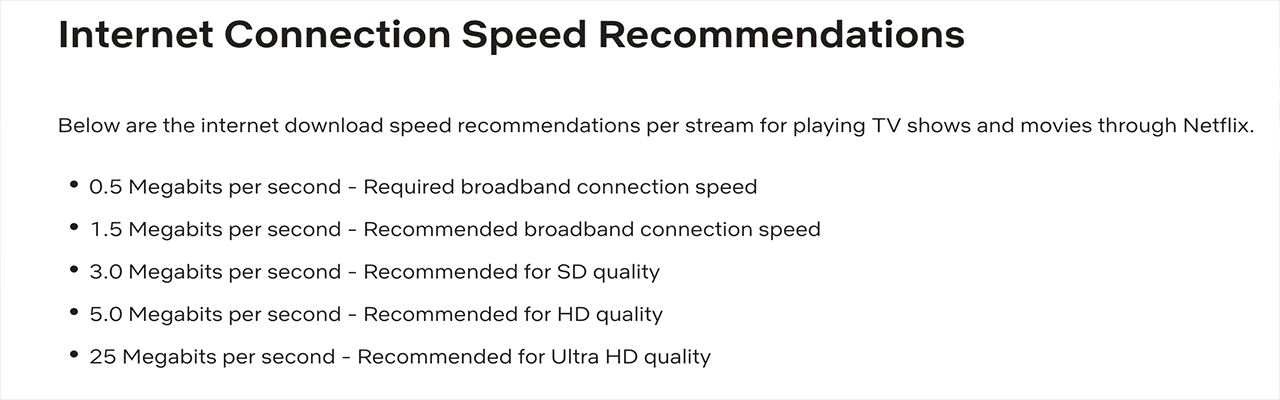 Internet Connection Speed Recommendations
Below are the internet download speed recommendations per stream for playing TV shows and movies through Netflix.
• 0.5 Megabits per second - Required broadband connection speed
• 1.5 Megabits per second - Recommended broadband connection speed
• 3.0 Megabits per second - Recommended for SD quality
• 5.0 Megabits per second - Recommended for HD quality
• 25 Megabits per second - Recommended for Ultra HD quality